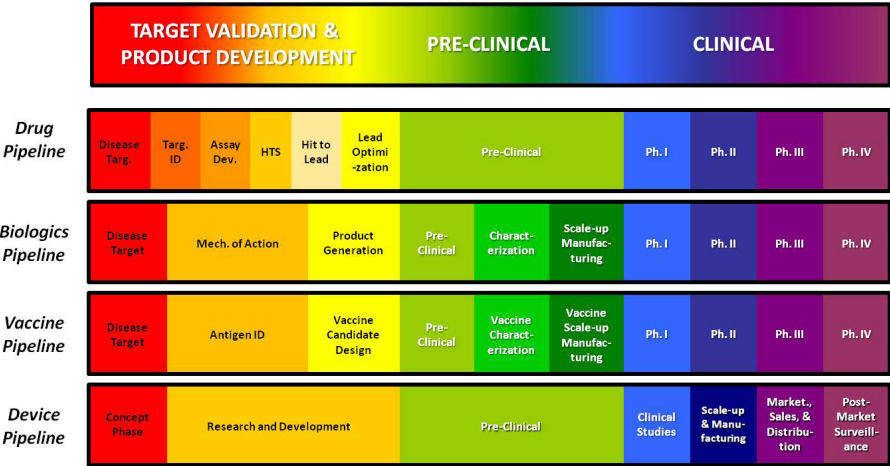 TARGET VALIDATION &
PRODUCT DEVELOPMENT
PRE-CLINICAL
CLINICAL
Drug
Pipeline
Disease
Targ.
Targ.
ID
Assay
Dev.
HTS
Hit to
Lead
Lead
Optimi
-zation
Pre-Clinical
Ph. I
Ph. II
Ph. III
Ph. IV
Biologics
Pipeline
Disease
Target
Mech. of Action
Product
Generation
Pre-
Clinical
Charact-
erization
Scale-up
Manufac-
turing
Ph. I
Ph. II
Ph. III
Ph. IV
Vaccine
Pipeline
Disease
Target
Antigen ID
Vaccine
Candidate
Design
Pre-
Clinical
Vaccine
Charact-
erization
Vaccine
Scale-up
Manufac-
turing
Ph. I
Ph. II
Ph. III
Ph. IV
Device
Pipeline
Concept
Phase
Research and Development
Pre-Clinical
Clinical
Studies
Scale-up
& Manu-
facturing
Market.,
Sales, &
Distribu-
tion
Post-
Market
Surveill-
ance